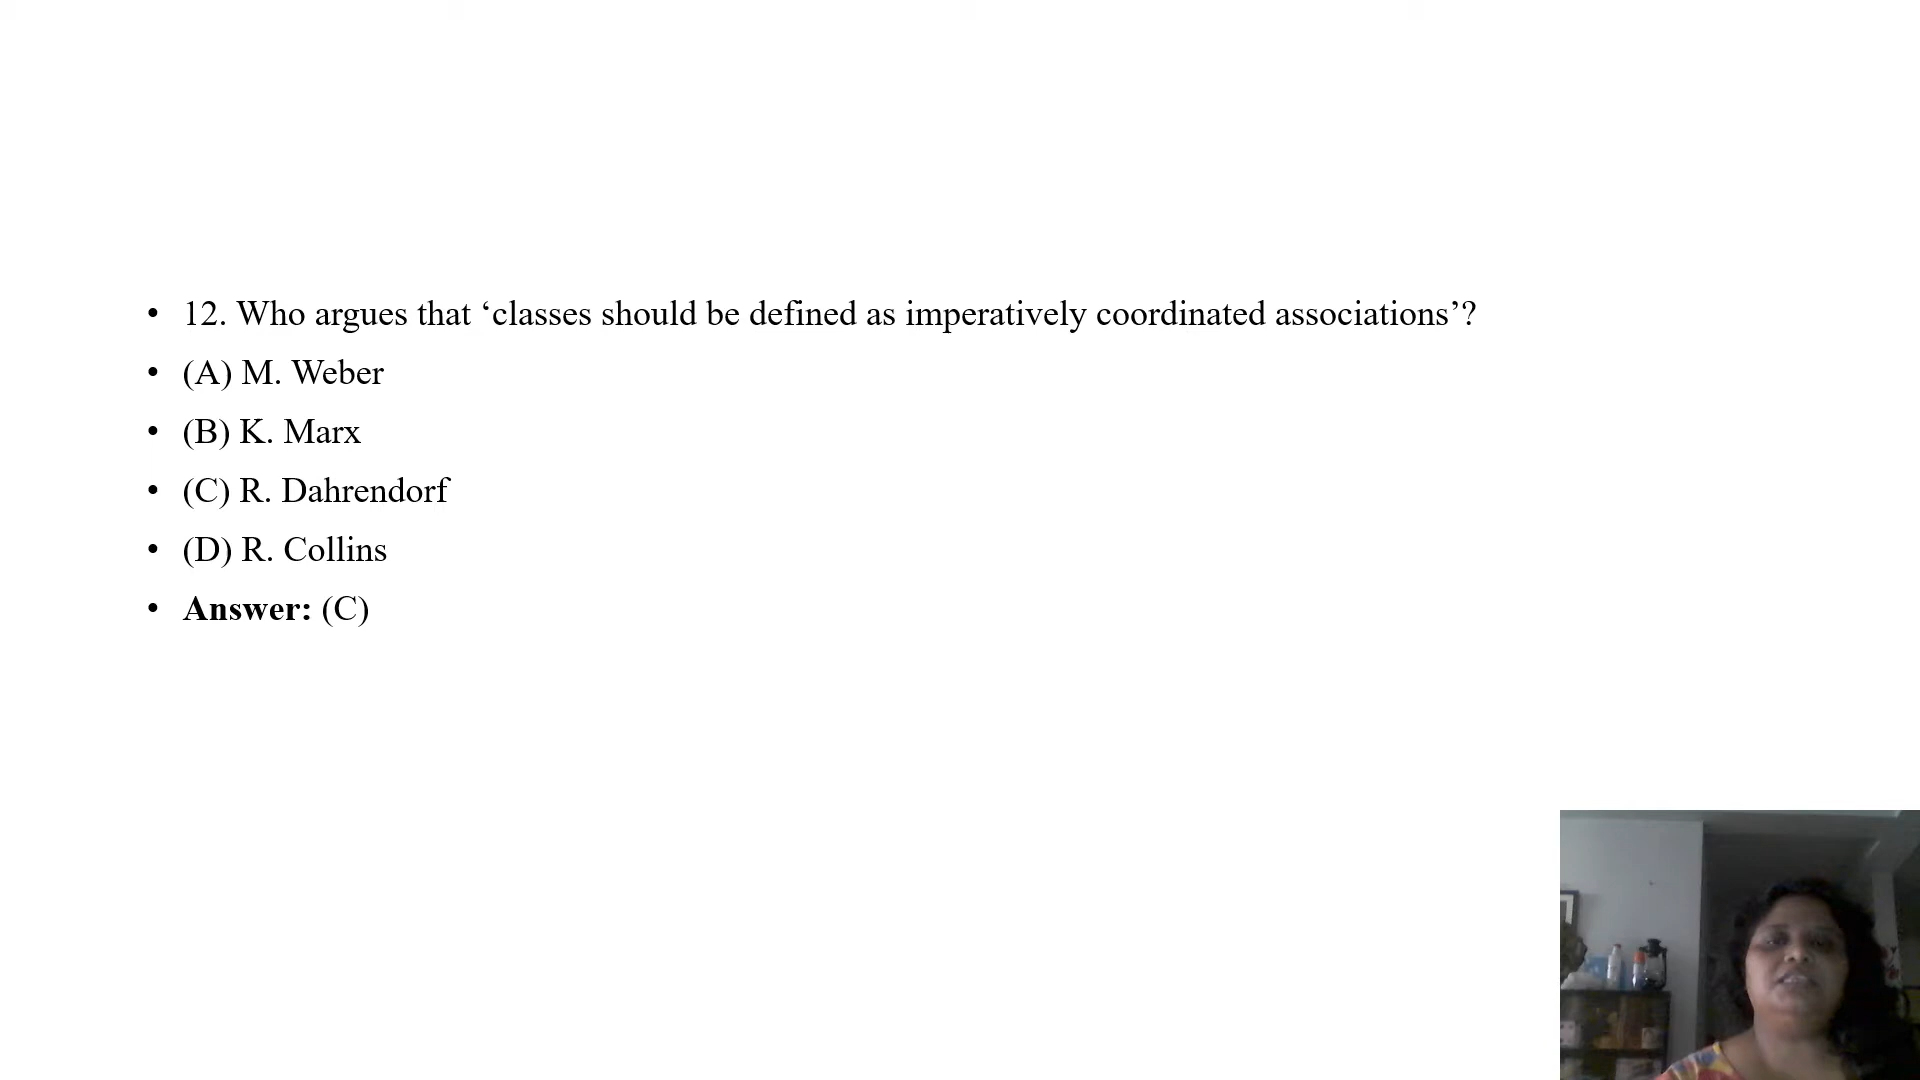 • 12. Who argues that ‘classes should be defined as imperatively coordinated associations’?
• (A) M. Weber
• (B) K. Marx
• (C) R. Dahrendorf
• (D) R. Collins
• Answer: (C)